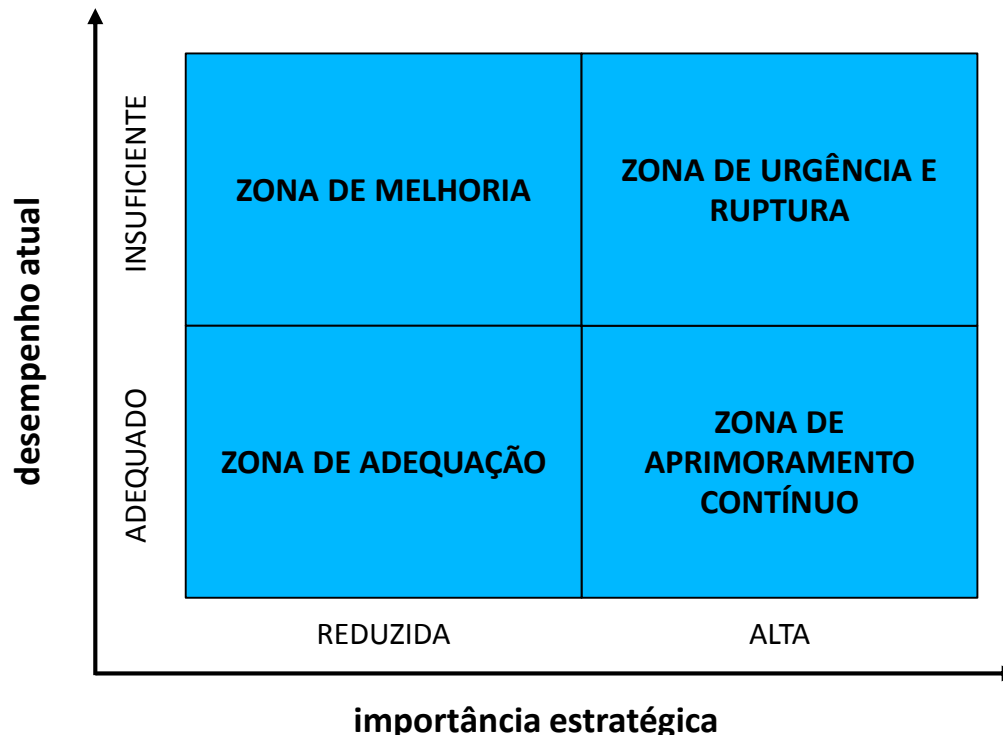 desempenho atual
INSUFICIENTE
ADEQUADO
ZONA DE MELHORIA
ZONA DE URGÊNCIA E
RUPTURA
ZONA DE ADEQUAÇÃO
ZONA DE
APRIMORAMENTO
CONTÍNUO
REDUZIDA
ALTA
importância estratégica